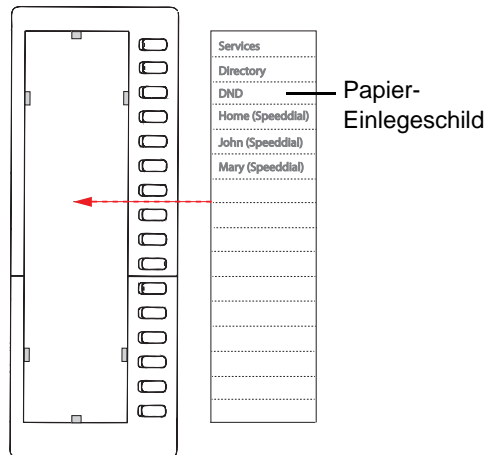 Services
Directory
DND
Home (Speeddial)
John (Speeddial)
Mary (Speeddial)
Papier-
Einlegeschild